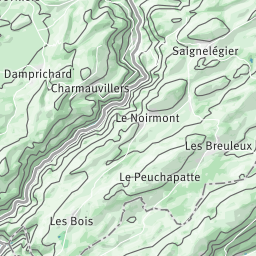 Saignelégier
Damprichard
Charmauvillers
Le Noirmont
Les Breuleux
Le Peuchapatte
Les Bois